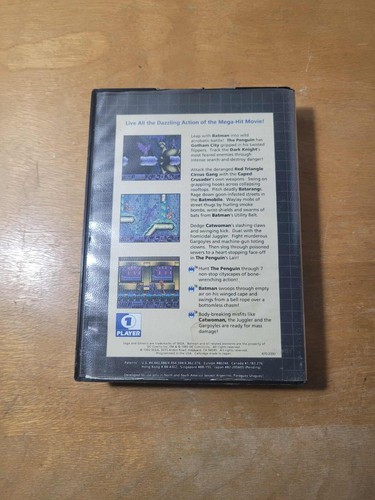 Live All the Dazzling Action of the Mega-Hit Movie!
Leap with Batman into wild
acrobatic battle! The Penguin has
Gotham City gripped in his twisted
flippers. Track the Dark Knight's
most feared enemies through
intense search-and-destroy danger!
Attack the deranged Red Triangle
Circus Gang with the Caped
Crusader's own weapons. Swing on
grappling hooks across collapsing
rooftops. Pitch deadly Batarangs.
Rage down goon-infested streets in
the Batmobile. Waylay mobs of
street thugs by hurling smoke
bombs, wrist shields and swarms of
bats from Batman's Utility Belt.
Dodge Catwoman's slashing claws
and swinging kick. Duel with the
homicidal Juggler. Fight murderous
Gargoyles and machine-gun toting
clowns. Then slog through poisoned
sewers to a heart-stopping face-off
in The Penguin's Lair!
Hunt The Penguin through 7
non-stop cityscapes of bone-
wrenching action!
Batman swoops through empty
air on his winged cape and
swings from a bell rope over a
bottomless chasm!
Body-breaking misfits like
Catwoman, the Juggler and the
Gargoyles are ready for mass
damage!
1
PLAYER